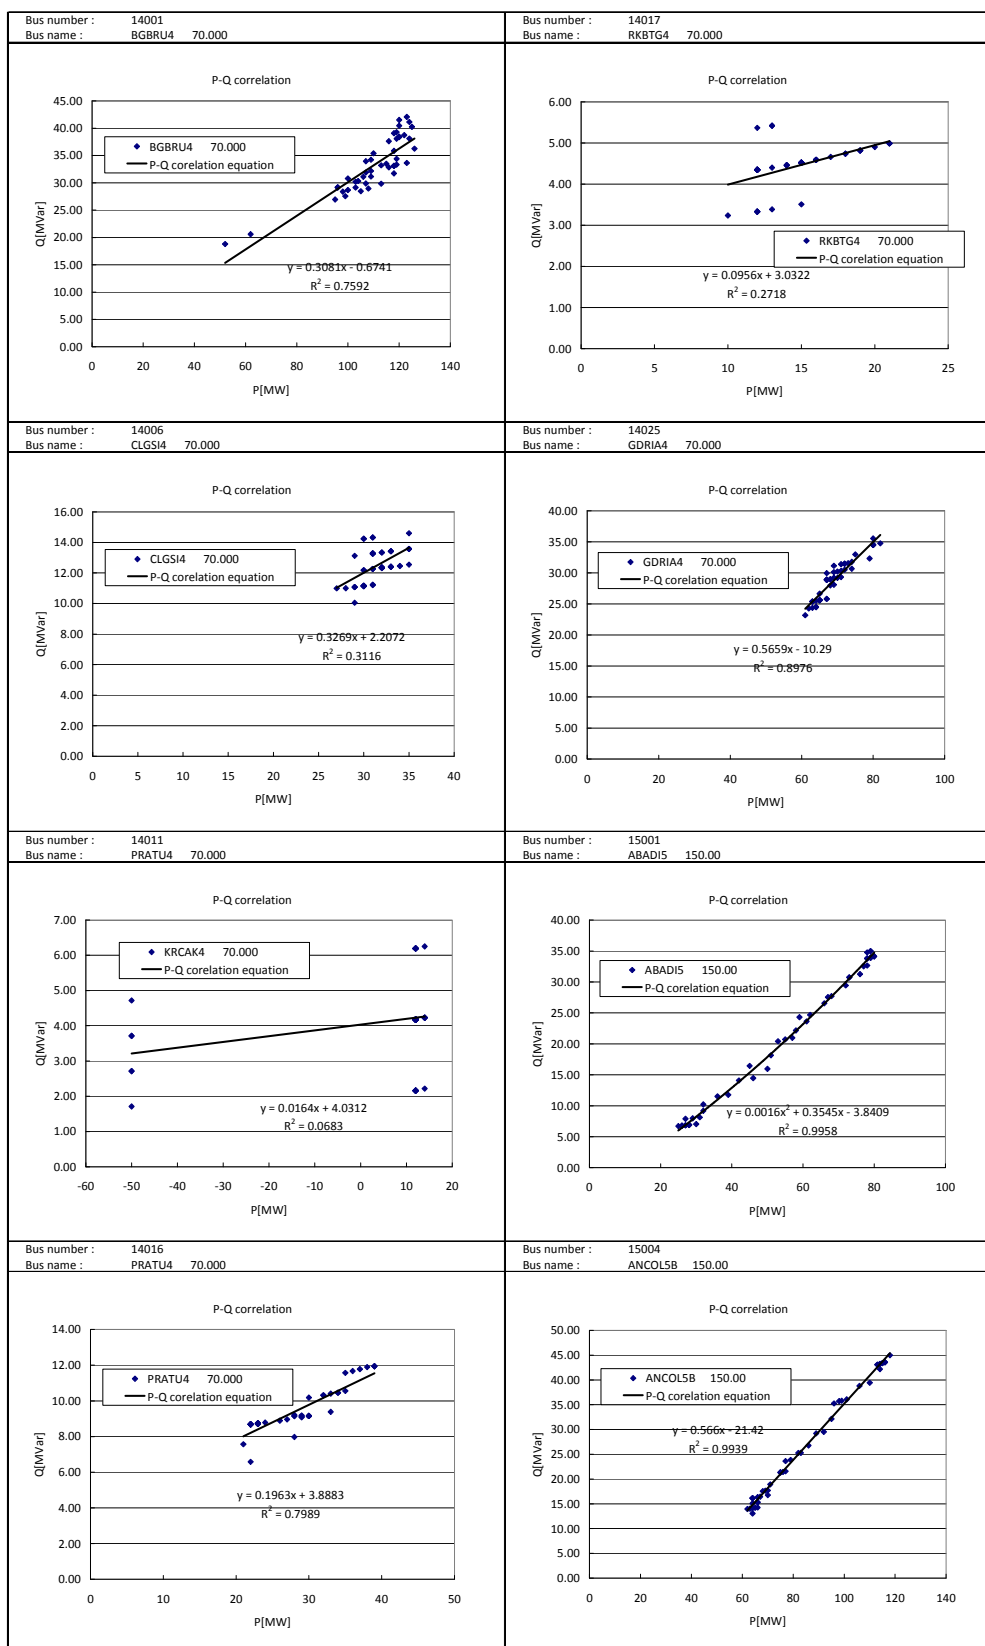 Bus number : 14001
Bus name : BGBRU4 70.000
P-Q correlation
45.00
40.00
35.00
30.00
25.00
20.00
15.00
10.00
5.00
0.00
Q[MVar]
BGBRU4 70.000
P-Q corelation equation
y = 0.3081x - 0.6741
R² = 0.7592
0 20 40 60 80 100 120 140
P[MW]
Bus number : 14017
Bus name : RKBTG4 70.000
P-Q correlation
6.00
5.00
4.00
3.00
2.00
1.00
0.00
Q[MVar]
RKBTG4 70.000
P-Q corelation equation
y = 0.0956x + 3.0322
R² = 0.2718
0 5 10 15 20 25
P[MW]
Bus number : 14006
Bus name : CLGSI4 70.000
P-Q correlation
16.00
14.00
12.00
10.00
8.00
6.00
4.00
2.00
0.00
Q[MVar]
CLGSI4 70.000
P-Q corelation equation
y = 0.3269x + 2.2072
R² = 0.3116
0 5 10 15 20 25 30 35 40
P[MW]
Bus number : 14025
Bus name : GDRIA4 70.000
P-Q correlation
40.00
35.00
30.00
25.00
20.00
15.00
10.00
5.00
0.00
Q[MVar]
GDRIA4 70.000
P-Q corelation equation
y = 0.5659x - 10.29
R² = 0.8976
0 20 40 60 80 100
P[MW]
Bus number : 14011
Bus name : PRATU4 70.000
P-Q correlation
7.00
6.00
5.00
4.00
3.00
2.00
1.00
0.00
Q[MVar]
KRCAK4 70.000
P-Q corelation equation
y = 0.0164x + 4.0312
R² = 0.0683
-60 -50 -40 -30 -20 -10 0 10 20
P[MW]
Bus number : 15001
Bus name : ABADI5 150.00
P-Q correlation
40.00
35.00
30.00
25.00
20.00
15.00
10.00
5.00
0.00
Q[MVar]
ABADI5 150.00
P-Q corelation equation
y = 0.0016x² + 0.3545x - 3.8409
R² = 0.9958
0 20 40 60 80 100
P[MW]
Bus number : 14016
Bus name : PRATU4 70.000
P-Q correlation
14.00
12.00
10.00
8.00
6.00
4.00
2.00
0.00
Q[MVar]
PRATU4 70.000
P-Q corelation equation
y = 0.1963x + 3.8883
R² = 0.7989
0 10 20 30 40 50
P[MW]
Bus number : 15004
Bus name : ANCOL5B 150.00
P-Q correlation
50.00
45.00
40.00
35.00
30.00
25.00
20.00
15.00
10.00
5.00
0.00
Q[MVar]
ANCOL5B 150.00
P-Q corelation equation
y = 0.566x - 21.42
R² = 0.9939
0 20 40 60 80 100 120 140
P[MW]